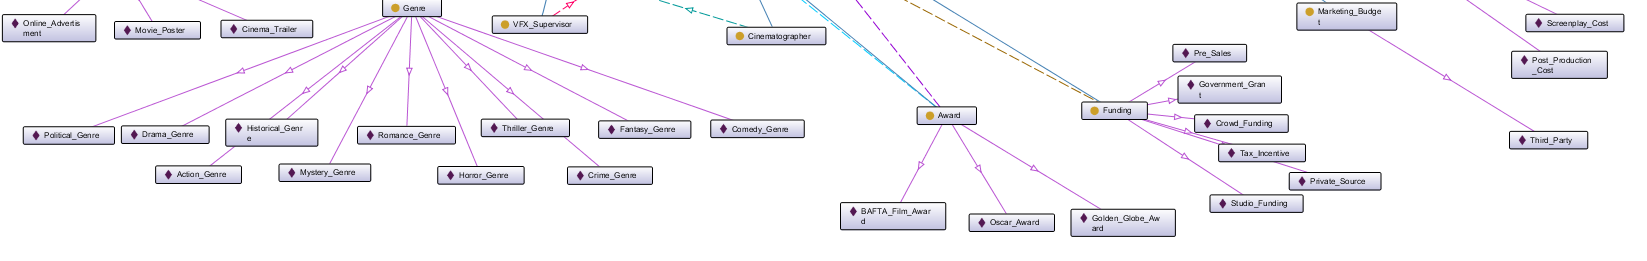 Genre
Marketing_Budge
t
Online_Advertis
ment
Movie_Poster
Cinema_Trailer
VFX_Supervisor
Cinematographer
Screenplay_Cost
Post_Production
_Cost
Pre_Sales
Government_Gran
t
Funding
Award
Crowd_Funding
Political_Genre
Drama_Genre
Historical_Genr
e
Romance_Genre
Thriller_Genre
Fantasy_Genre
Comedy_Genre
Third_Party
Tax_Incentive
Action_Genre
Mystery_Genre
Horror_Genre
Crime_Genre
Private_Source
Studio_Funding
BAFTA_Film_Awar
d
Oscar_Award
Golden_Globe_Aw
ard